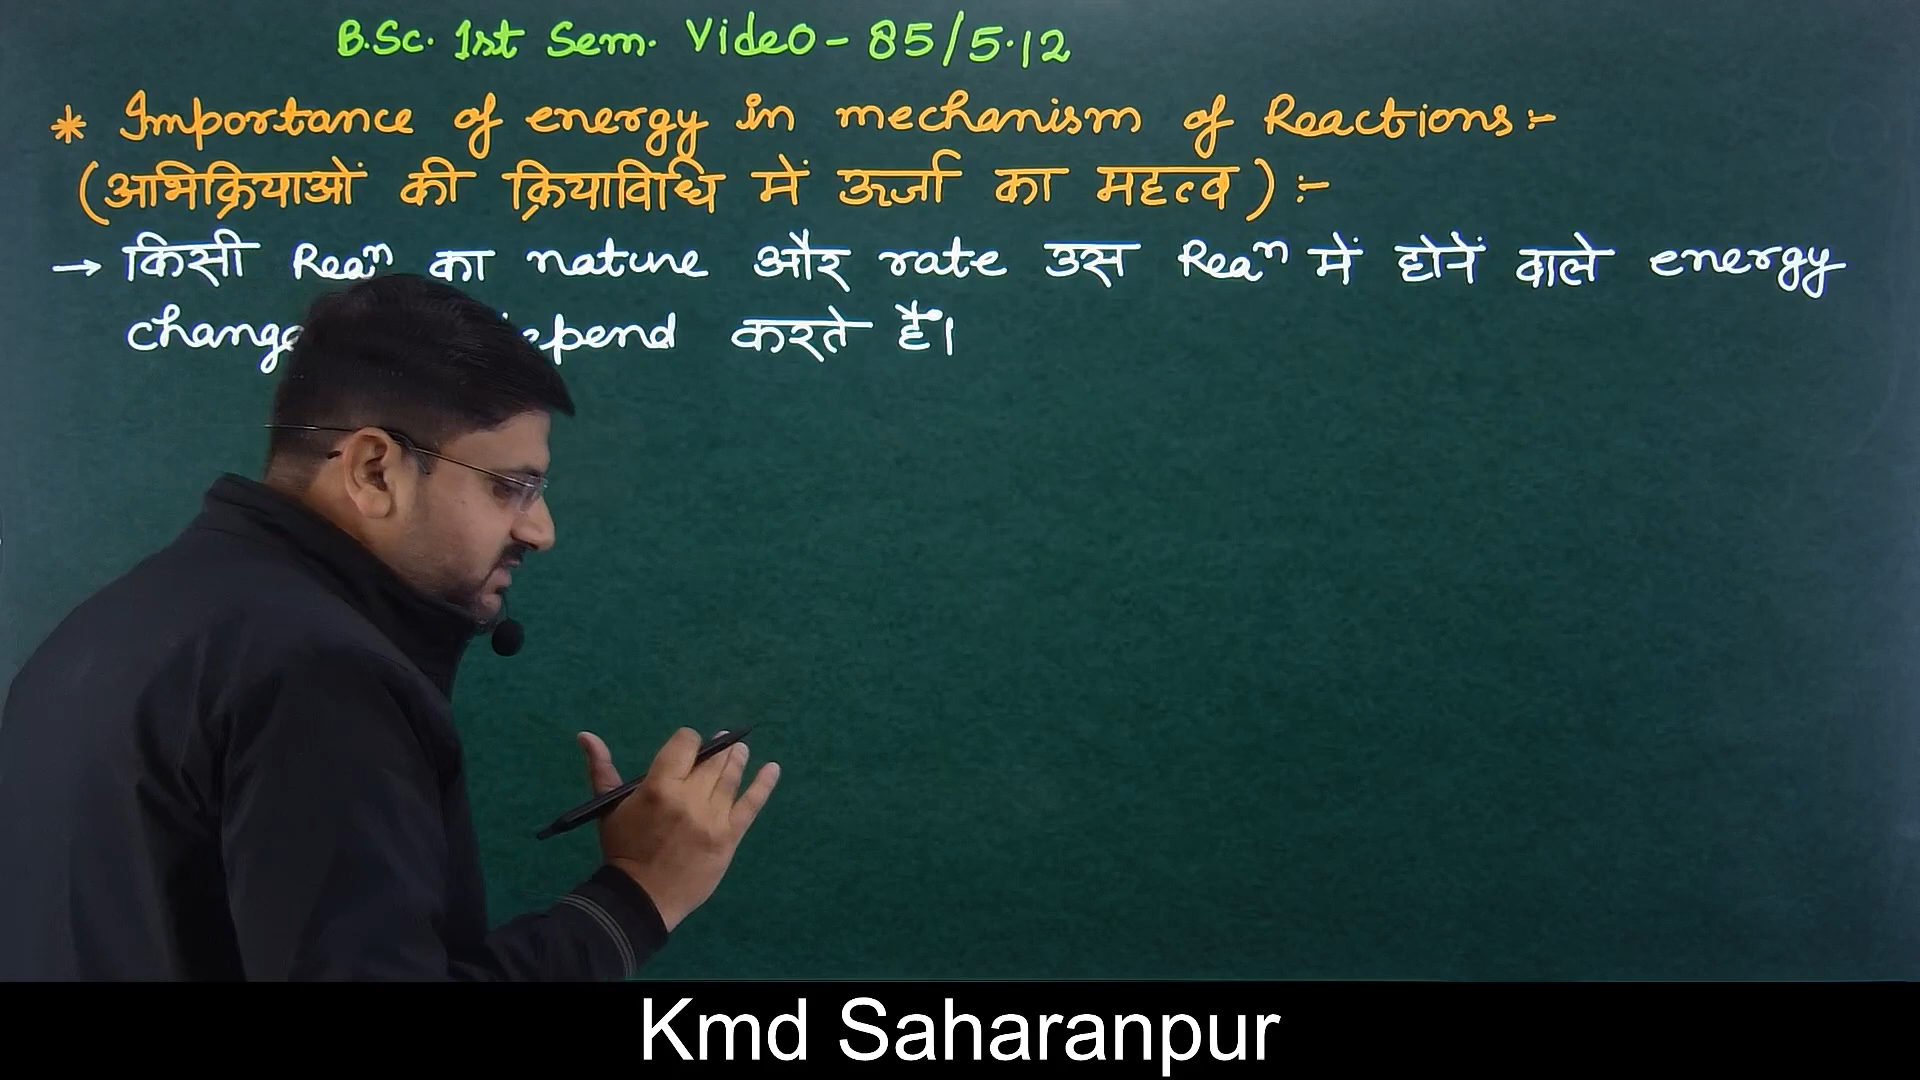 B.Sc. 1st Sem. Video - 85/5.12
* Importance of energy in mechanism of Reactions :-
(अभिक्रियाओं की क्रियाविधि में ऊर्जा का महत्व) :-
→ किसी Reaⁿ का nature और rate उस Reaⁿ में होनें वाले energy
change depend करते हैं।
Kmd Saharanpur